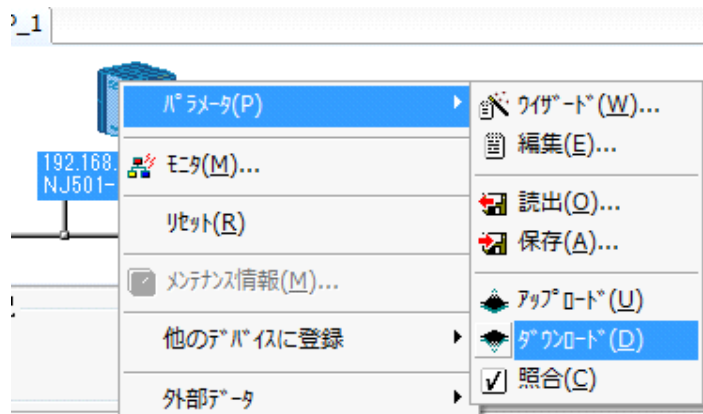 P_1
192.168.
NJ501-
パラメータ(P)
モニタ(M)...
リセット(R)
メンテナンス情報(M)...
他のデバイスに登録
外部データ
ウィザード(W)...
編集(E)...
読出(O)...
保存(A)...
アップロード(U)
ダウンロード(D)
照合(C)